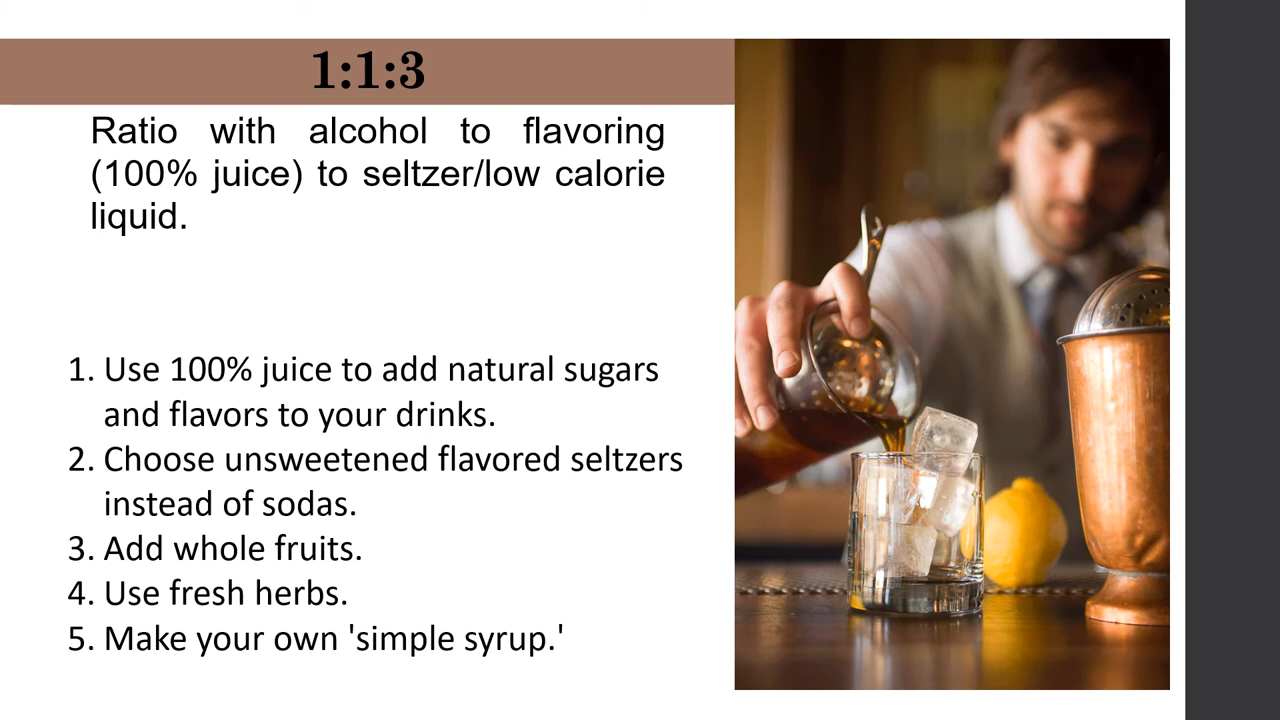 1:1:3
Ratio with alcohol to flavoring
(100% juice) to seltzer/low calorie
liquid.
1. Use 100% juice to add natural sugars
and flavors to your drinks.
2. Choose unsweetened flavored seltzers
instead of sodas.
3. Add whole fruits.
4. Use fresh herbs.
5. Make your own 'simple syrup.'